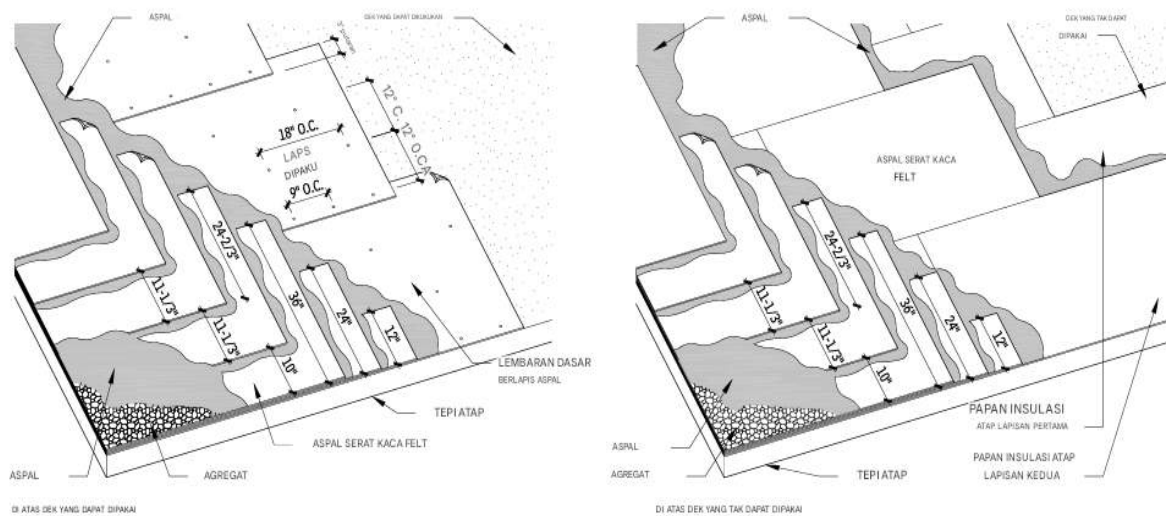 ASPAL
DEK YANG DAPAT DIKUKUKAN
12" C. 12" O.CA
18" O.C.
LAPS
DIPAKU
9" O.C.
24-2/3"
11-1/3"
36"
24"
11-1/3"
12"
10"
LEMBARAN DASAR
BERLAPIS ASPAL
TEPI ATAP
ASPAL SERAT KACA FELT
ASPAL
AGREGAT
DI ATAS DEK YANG DAPAT DIPAKAI
ASPAL
DEK YANG TAK DAPAT
DIPAKAI
ASPAL SERAT KACA
FELT
24-2/3"
11-1/3"
36"
24"
11-1/3"
12"
10"
PAPAN INSULASI
ATAP LAPISAN PERTAMA
ASPAL
PAPAN INSULASI ATAP
AGREGAT
TEPI ATAP
LAPISAN KEDUA
DI ATAS DEK YANG TAK DAPAT DIPAKAI